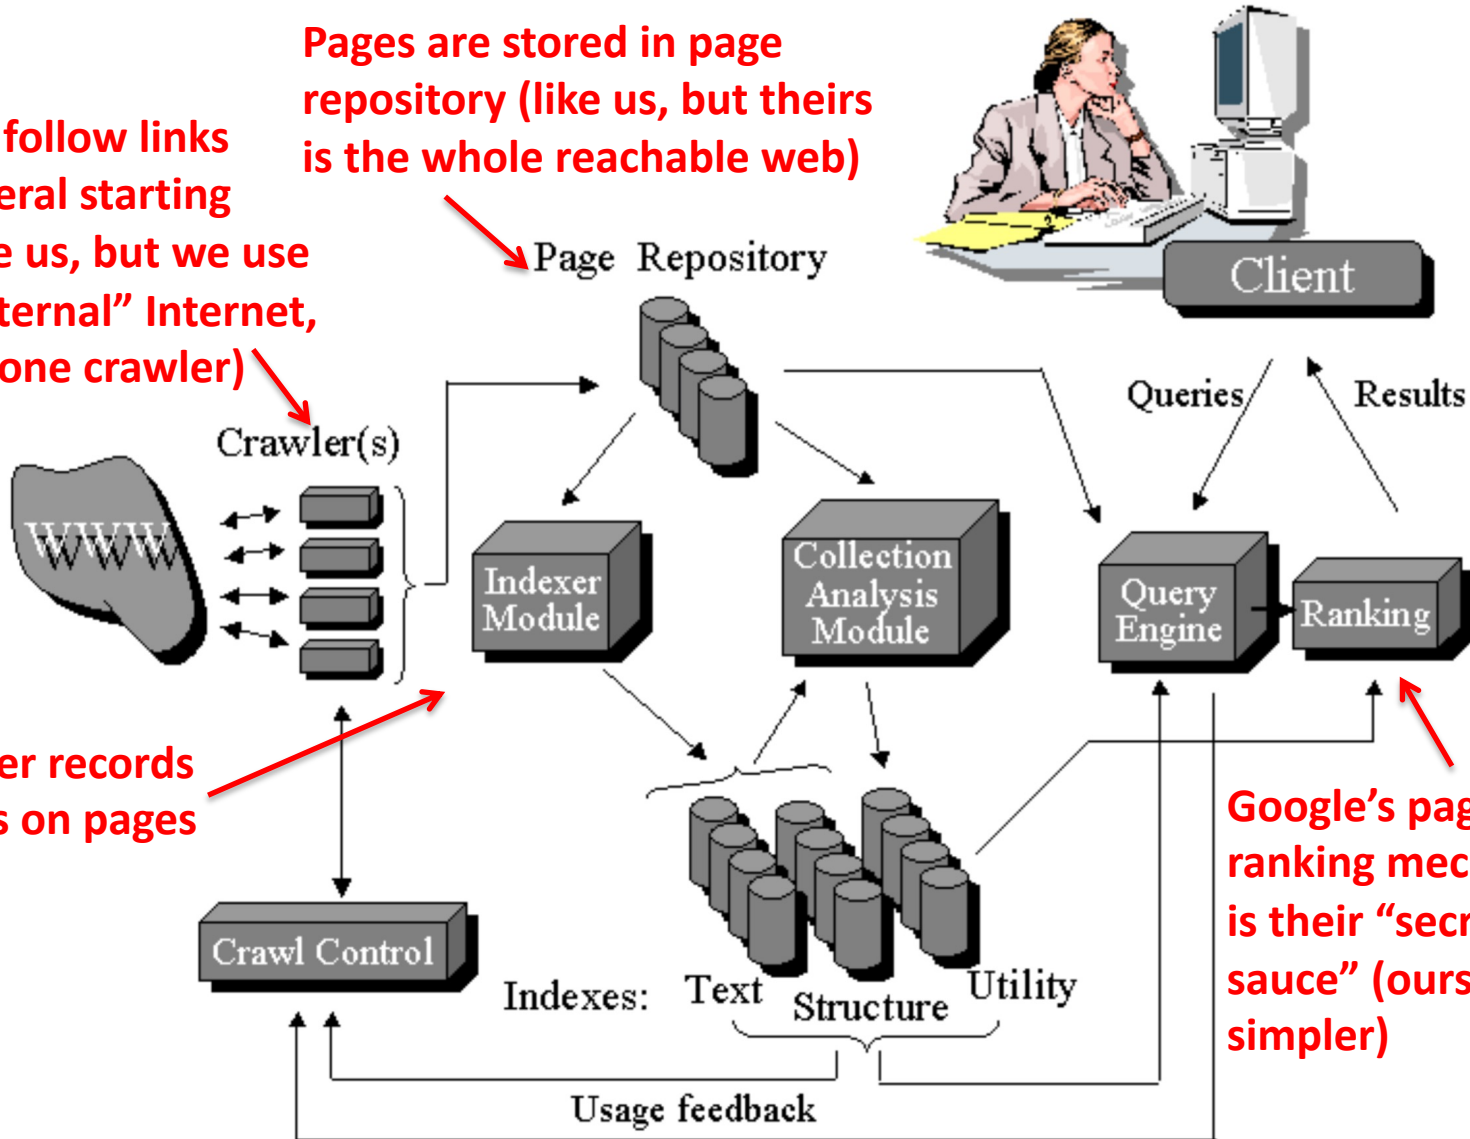 Pages are stored in page
repository (like us, but theirs
is the whole reachable web)
follow links
eral starting
e us, but we use
ternal” Internet,
one crawler)
Page Repository
Client
Queries
Results
Crawler(s)
WWW
Indexer
Module
Collection
Analysis
Module
Query
Engine
Ranking
er records
s on pages
Google’s pag
ranking mec
is their “secr
sauce” (ours
simpler)
Crawl Control
Indexes:
Text
Structure
Utility
Usage feedback